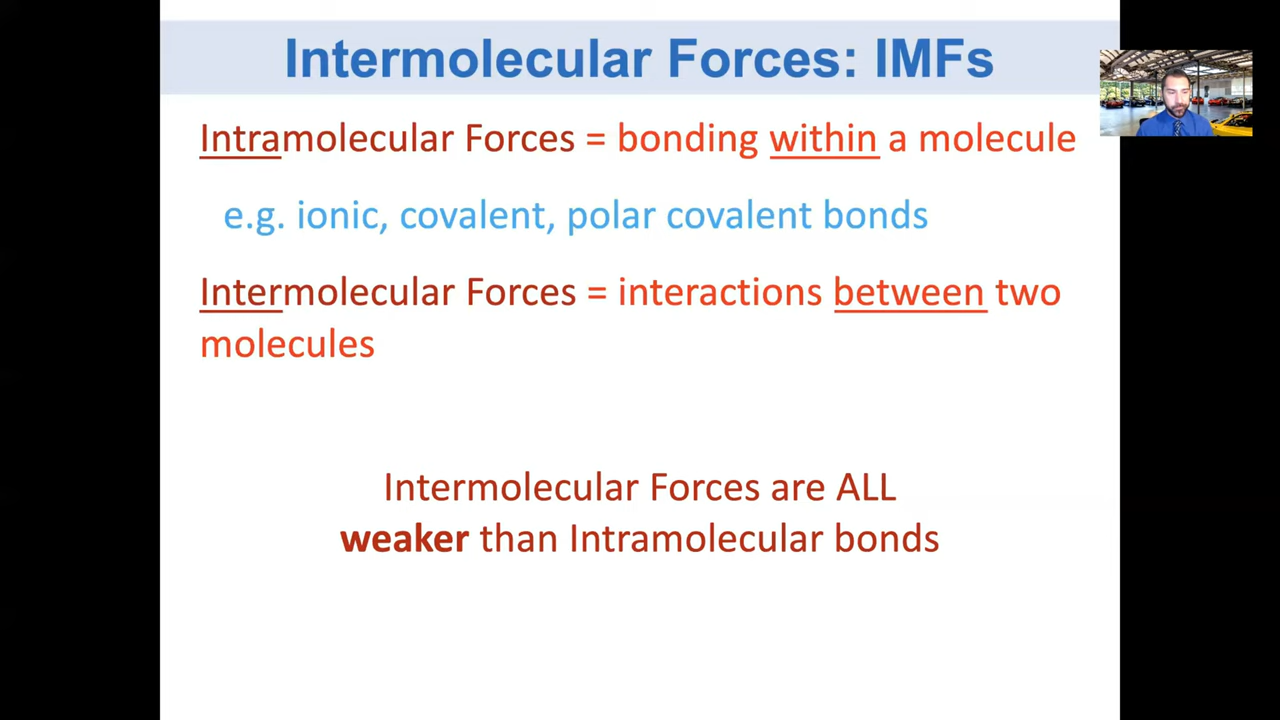 Intermolecular Forces: IMFs
Intramolecular Forces = bonding within a molecule
e.g. ionic, covalent, polar covalent bonds
Intermolecular Forces = interactions between two
molecules
Intermolecular Forces are ALL
weaker than Intramolecular bonds